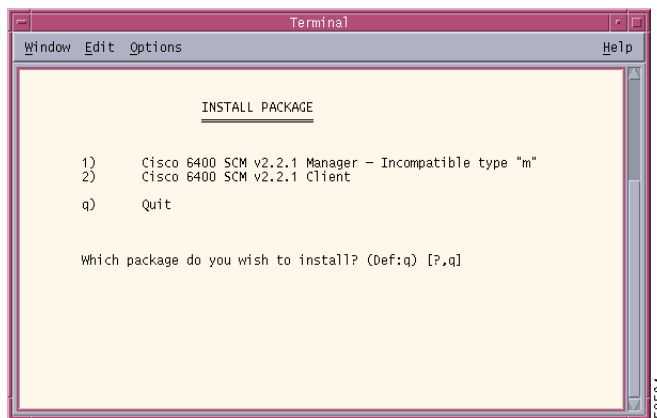 Terminal
Window Edit Options Help
INSTALL PACKAGE
1) Cisco 6400 SCM v2.2.1 Manager – Incompatible type "m"
2) Cisco 6400 SCM v2.2.1 Client
q) Quit
Which package do you wish to install? (Def:q) [?,q]